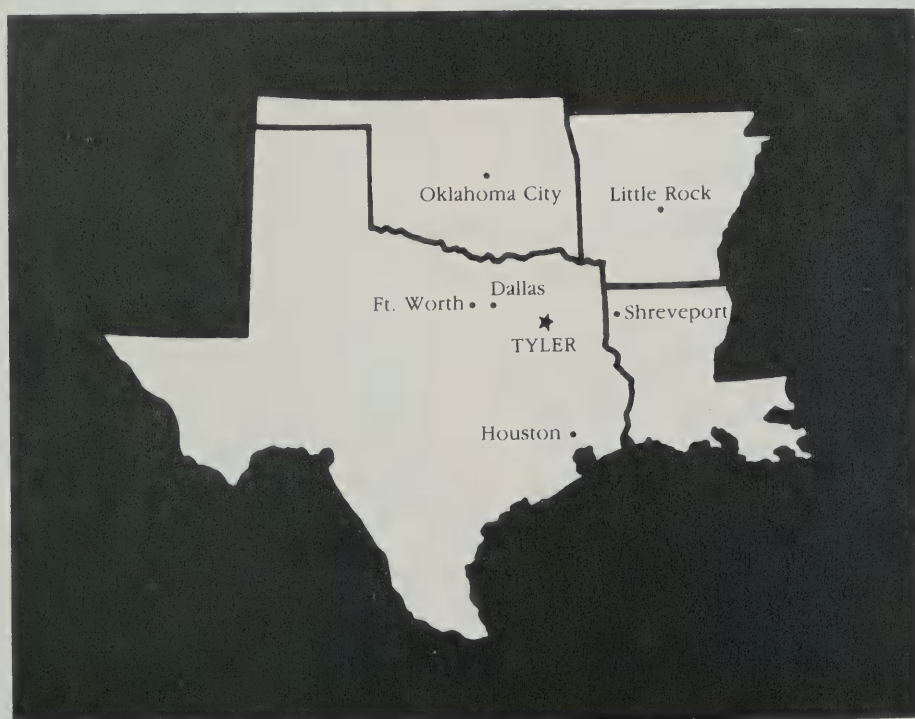 Oklahoma City
Little Rock
Dallas
Ft. Worth
Shreveport
TYLER
Houston